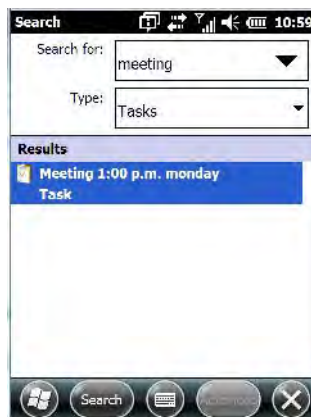 Search 10:59
Search for: meeting
Type: Tasks
Results
Meeting 1:00 p.m. monday
Task
Search